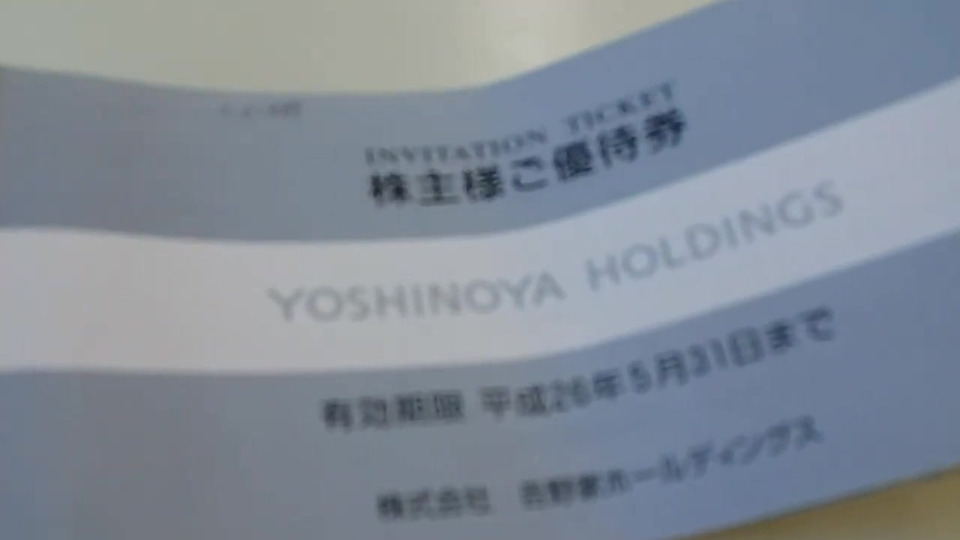 INVITATION TICKET
株主様ご優待券
YOSHINOYA HOLDINGS
有効期限 平成26年5月31日まで
株式会社 吉野家ホールディングス